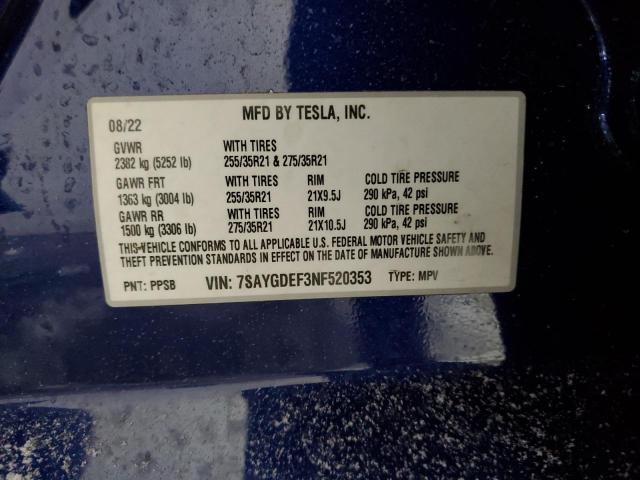 MFD BY TESLA, INC.
08/22
GVWR WITH TIRES
2382 kg (5252 lb) 255/35R21 & 275/35R21
GAWR FRT WITH TIRES RIM COLD TIRE PRESSURE
1363 kg (3004 lb) 255/35R21 21X9.5J 290 kPa, 42 psi
GAWR RR WITH TIRES RIM COLD TIRE PRESSURE
1500 kg (3306 lb) 275/35R21 21X10.5J 290 kPa, 42 psi
THIS VEHICLE CONFORMS TO ALL APPLICABLE U.S. FEDERAL MOTOR VEHICLE SAFETY AND
THEFT PREVENTION STANDARDS IN EFFECT ON THE DATE OF MANUFACTURE SHOWN ABOVE.
PNT: PPSB VIN: 7SAYGDEF3NF520353 TYPE: MPV